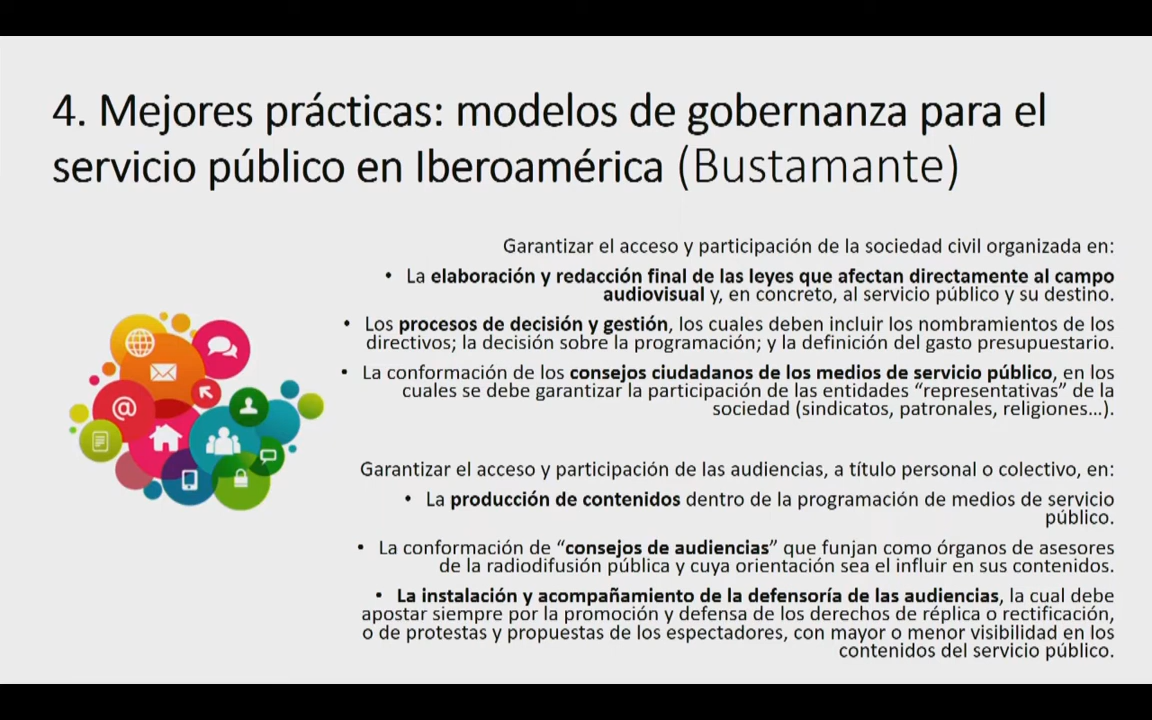 4. Mejores prácticas: modelos de gobernanza para el
servicio público en Iberoamérica (Bustamante)
Garantizar el acceso y participación de la sociedad civil organizada en:
• La elaboración y redacción final de las leyes que afectan directamente al campo
audiovisual y, en concreto, al servicio público y su destino.
• Los procesos de decisión y gestión, los cuales deben incluir los nombramientos de los
directivos; la decisión sobre la programación; y la definición del gasto presupuestario.
• La conformación de los consejos ciudadanos de los medios de servicio público, en los
cuales se debe garantizar la participación de las entidades “representativas” de la
sociedad (sindicatos, patronales, religiones...).
Garantizar el acceso y participación de las audiencias, a título personal o colectivo, en:
• La producción de contenidos dentro de la programación de medios de servicio
público.
• La conformación de “consejos de audiencias” que funjan como órganos de asesores
de la radiodifusión pública y cuya orientación sea el influir en sus contenidos.
• La instalación y acompañamiento de la defensoría de las audiencias, la cual debe
apostar siempre por la promoción y defensa de los derechos de réplica o rectificación,
o de protestas y propuestas de los espectadores, con mayor o menor visibilidad en los
contenidos del servicio público.